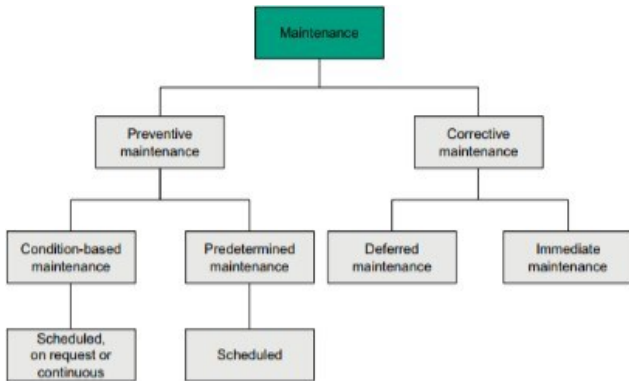 Maintenance
Preventive
maintenance
Corrective
maintenance
Condition-based
maintenance
Predetermined
maintenance
Deferred
maintenance
Immediate
maintenance
Scheduled,
on request or
continuous
Scheduled